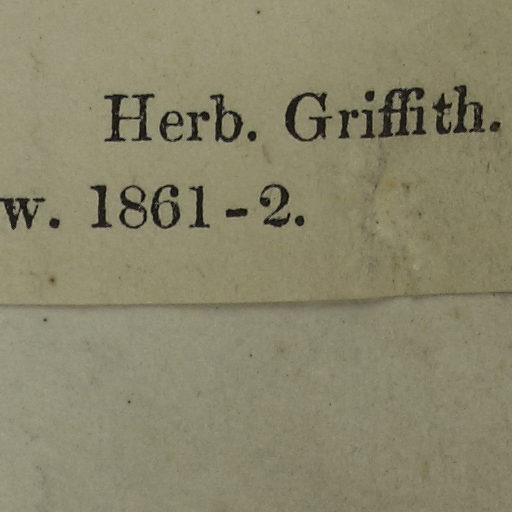 Herb. Griffith.
w. 1861-2.